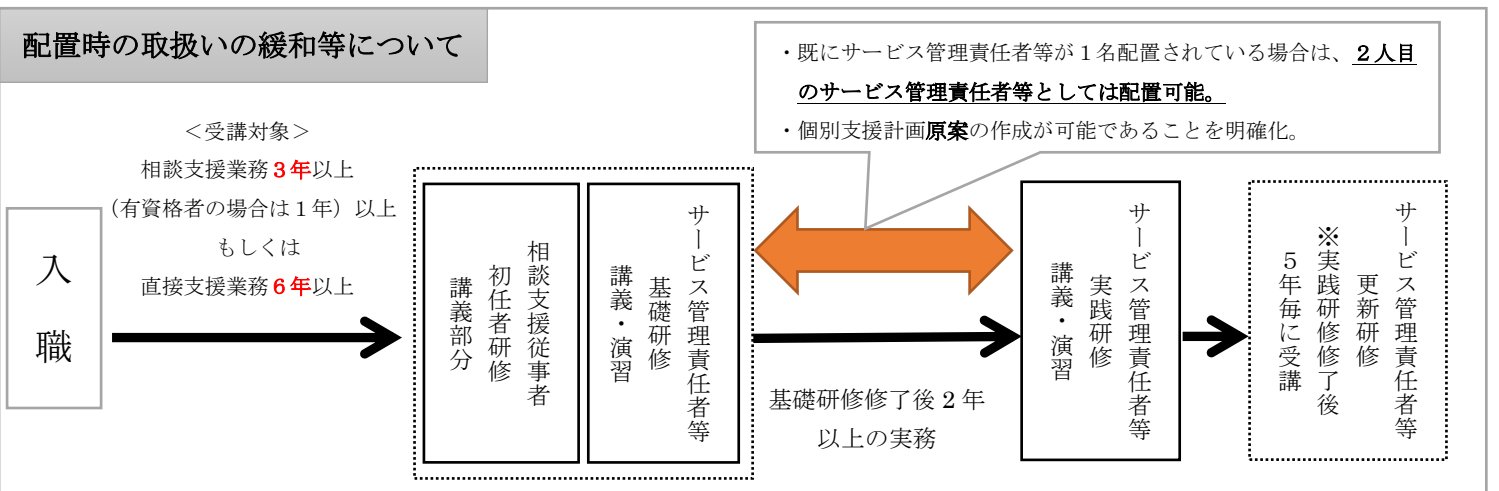 配置時の取扱いの緩和等について
・既にサービス管理責任者等が1名配置されている場合は、２人目
のサービス管理責任者等としては配置可能。
・個別支援計画原案の作成が可能であることを明確化。
＜受講対象＞
相談支援業務３年以上
（有資格者の場合は１年）以上
もしくは
直接支援業務６年以上
入職
相談支援従事者
初任者研修
講義部分
サービス管理責任者等
基礎研修
講義・演習
基礎研修修了後 2 年
以上の実務
サービス管理責任者等
実践研修
講義・演習
サービス管理責任者等
更新研修
※実践研修修了後
５年毎に受講